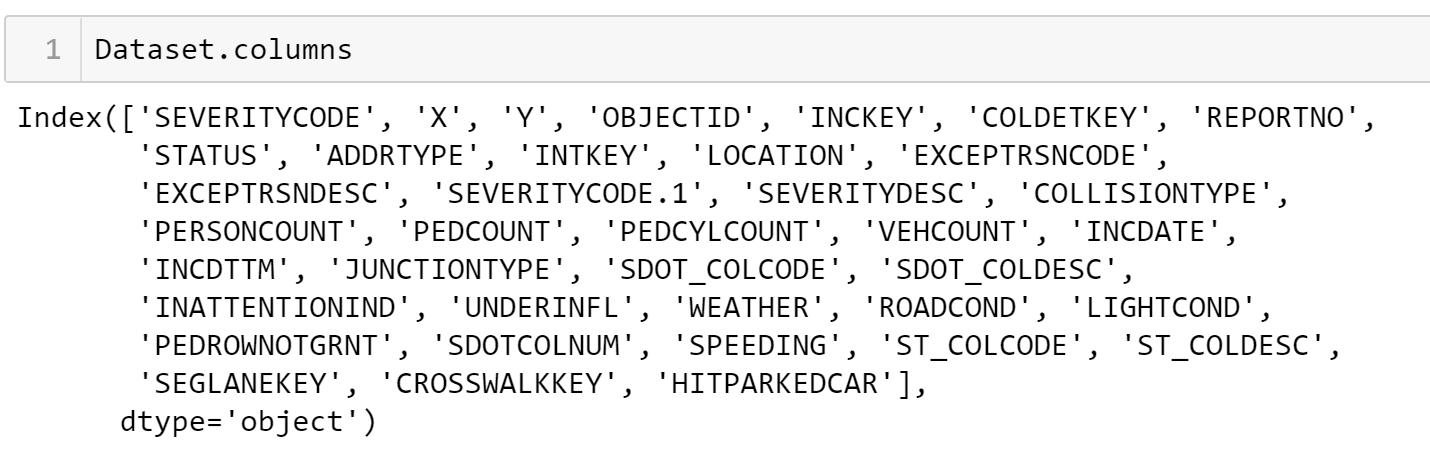 1 Dataset.columns
Index(['SEVERITYCODE', 'X', 'Y', 'OBJECTID', 'INCKEY', 'COLDETKEY', 'REPORTNO',
'STATUS', 'ADDRTYPE', 'INTKEY', 'LOCATION', 'EXCEPTRSNCODE',
'EXCEPTRSNDESC', 'SEVERITYCODE.1', 'SEVERITYDESC', 'COLLISIONTYPE',
'PERSONCOUNT', 'PEDCOUNT', 'PEDCYLCOUNT', 'VEHCOUNT', 'INCDATE',
'INCDTTM', 'JUNCTIONTYPE', 'SDOT_COLCODE', 'SDOT_COLDESC',
'INATTENTIONIND', 'UNDERINFL', 'WEATHER', 'ROADCOND', 'LIGHTCOND',
'PEDROWNOTGRNT', 'SDOTCOLNUM', 'SPEEDING', 'ST_COLCODE', 'ST_COLDESC',
'SEGLANEKEY', 'CROSSWALKKEY', 'HITPARKEDCAR'],
dtype='object')